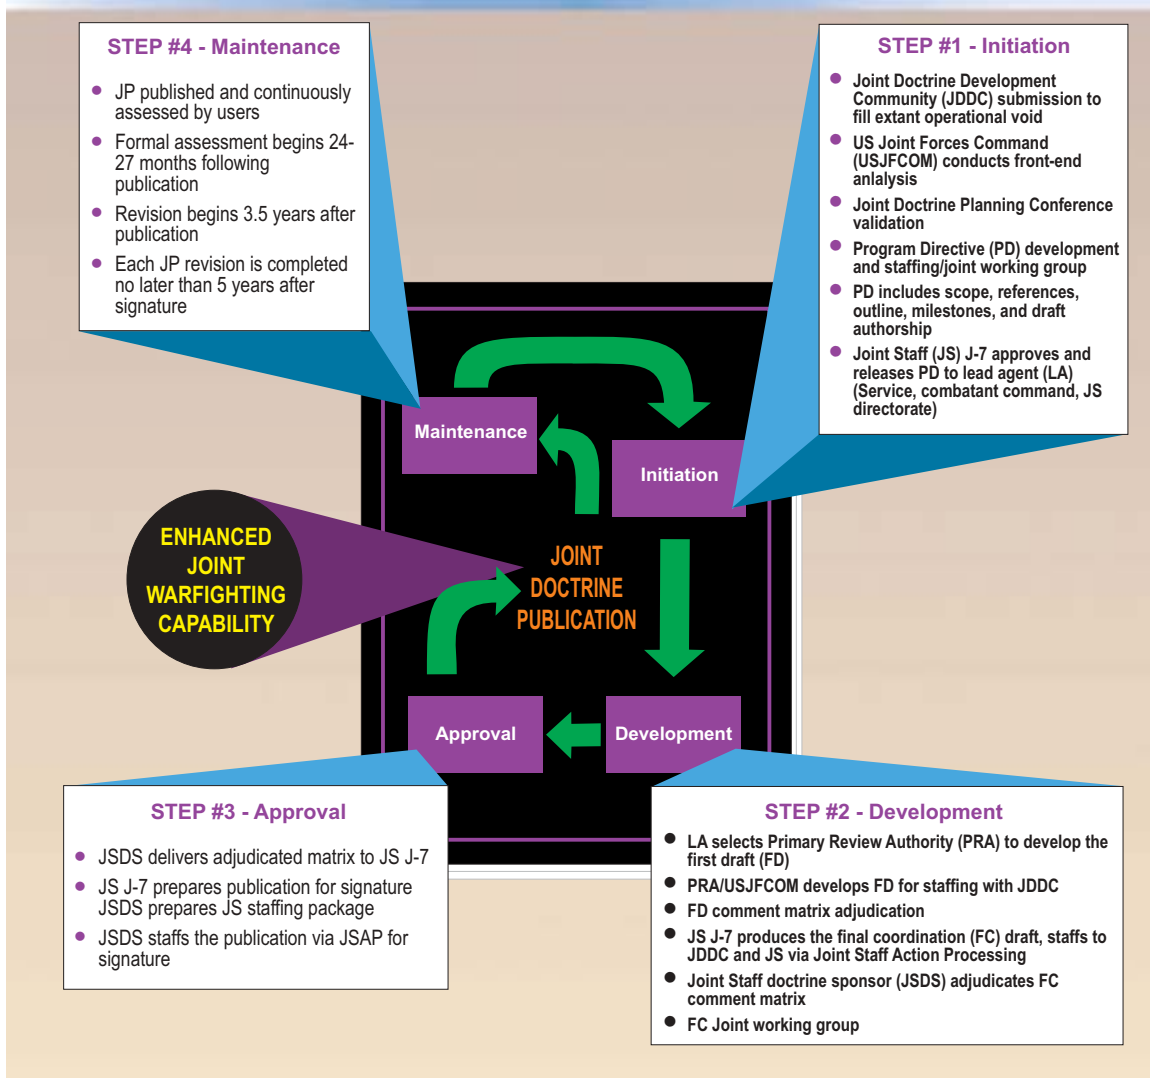 STEP #4 - Maintenance
• JP published and continuously
assessed by users
• Formal assessment begins 24-
27 months following
publication
• Revision begins 3.5 years after
publication
• Each JP revision is completed
no later than 5 years after
signature
STEP #1 - Initiation
• Joint Doctrine Development
Community (JDDC) submission to
fill extant operational void
• US Joint Forces Command
(USJFCOM) conducts front-end
anlalysis
• Joint Doctrine Planning Conference
validation
• Program Directive (PD) development
and staffing/joint working group
• PD includes scope, references,
outline, milestones, and draft
authorship
• Joint Staff (JS) J-7 approves and
releases PD to lead agent (LA)
(Service, combatant command, JS
directorate)
Maintenance
Initiation
ENHANCED
JOINT
WARFIGHTING
CAPABILITY
JOINT
DOCTRINE
PUBLICATION
Approval
Development
STEP #3 - Approval
• JSDS delivers adjudicated matrix to JS J-7
• JS J-7 prepares publication for signature
JSDS prepares JS staffing package
• JSDS staffs the publication via JSAP for
signature
STEP #2 - Development
• LA selects Primary Review Authority (PRA) to develop the
first draft (FD)
• PRA/USJFCOM develops FD for staffing with JDDC
• FD comment matrix adjudication
• JS J-7 produces the final coordination (FC) draft, staffs to
JDDC and JS via Joint Staff Action Processing
• Joint Staff doctrine sponsor (JSDS) adjudicates FC
comment matrix
• FC Joint working group